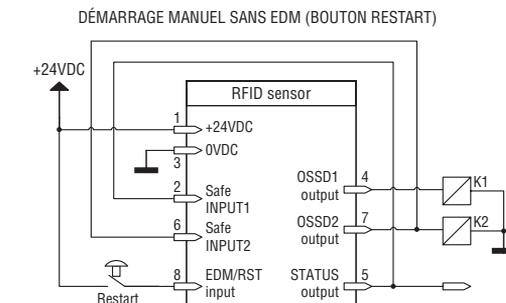 DÉMARRAGE MANUEL SANS EDM (BOUTON RESTART)
+24VDC
RFID sensor
1
+24VDC
0VDC
3
2
Safe
INPUT1
6
Safe
INPUT2
8
EDM/RST
input
Restart
OSSD1
output
4
K1
OSSD2
output
7
K2
STATUS
output
5